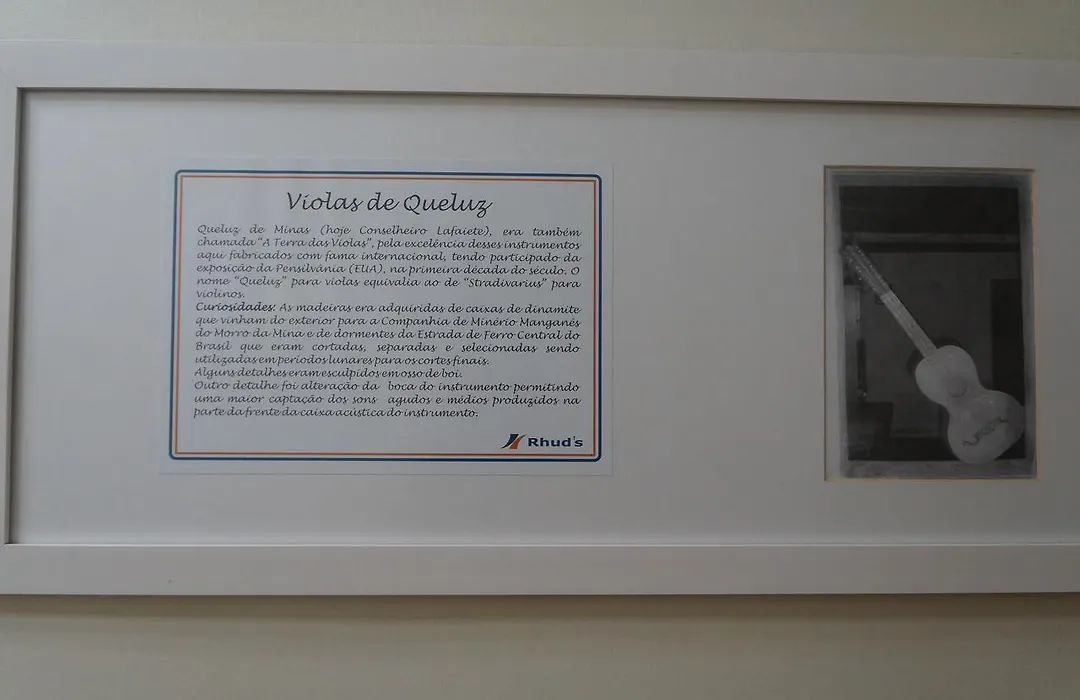 Violas de Queluz
Queluz de Minas (hoje Conselheiro Lafaiete), era também
chamada "A Terra das Violas", pela excelência desses instrumentos
aqui fabricados com fama internacional, tendo participado da
exposição da Pensilvânia (EUA), na primeira década do século. O
nome "Queluz" para violas equivalia ao de "Stradivarius" para
violinos.
Curiosidades: As madeiras eram adquiridas de caixas de dinamite
que vinham do exterior para a Companhia de Minério Manganês
do Morro da Mina e de dormentes da Estrada de Ferro Central do
Brasil que eram cortadas, separadas e selecionadas sendo
utilizadas em períodos lunares para os cortes finais.
Alguns detalhes eram esculpidos em osso de boi.
Outro detalhe foi alteração da boca do instrumento permitindo
uma maior captação dos sons agudos e médios produzidos na
parte da frente da caixa acústica do instrumento.
Rhud's